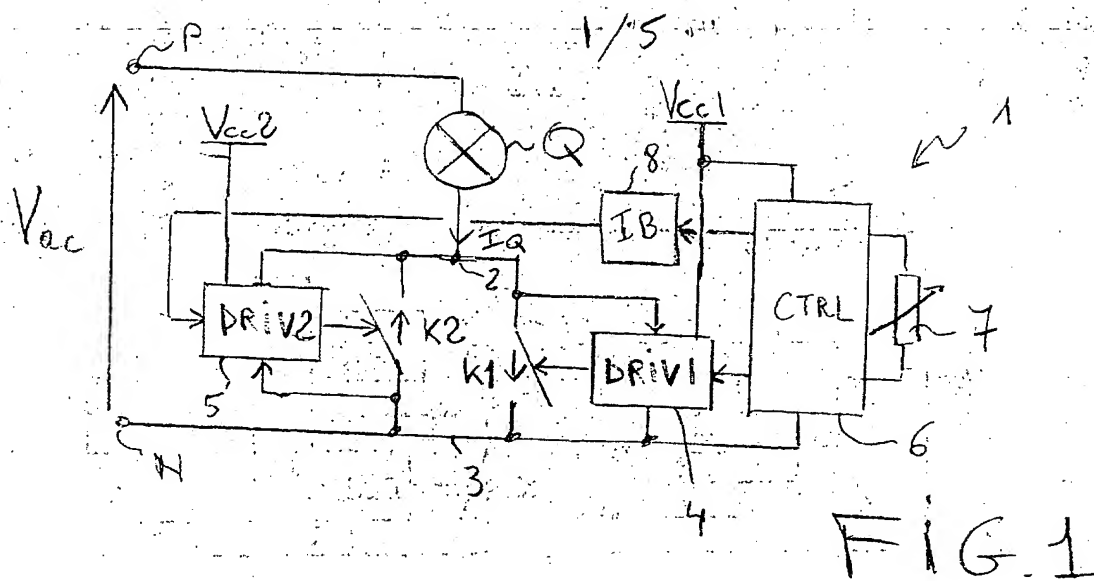 1/5
P
Vcc1
1
Vcc2
Q
8
Vac
IB
IQ
2
CTRL
DRiV2
K2
7
K1
DRiV1
5
6
N
3
4
FiG.1